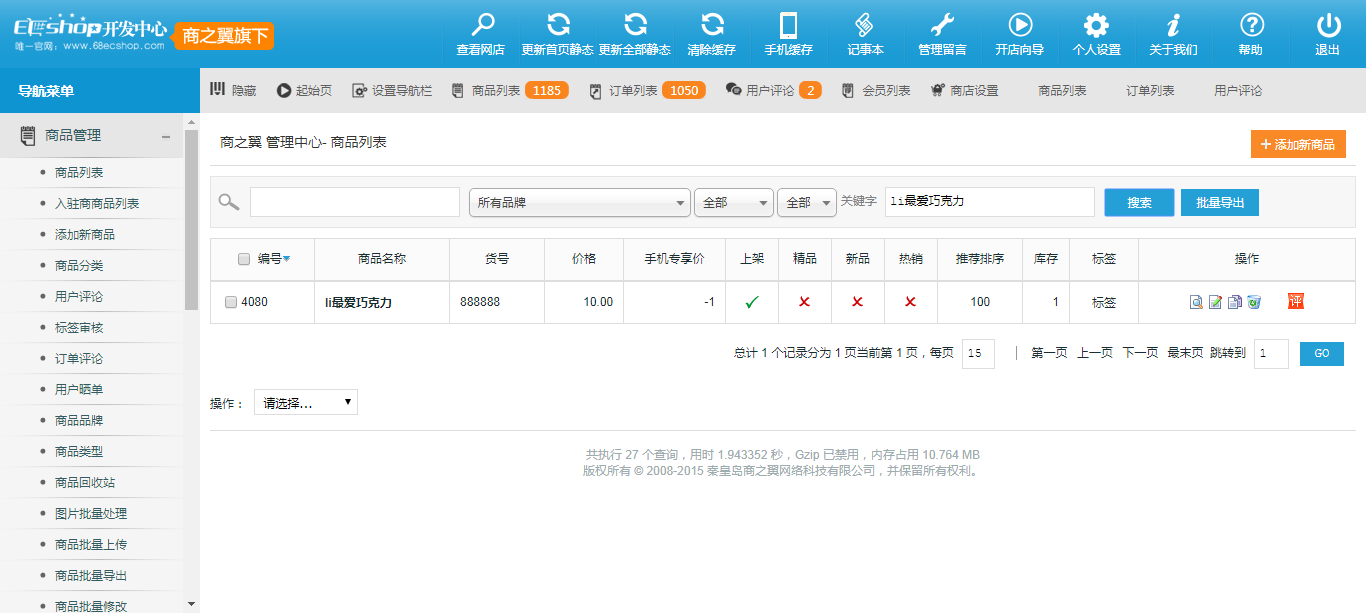 ECshop开发中心 商之翼旗下
唯一官网：www.68ecshop.com
查看网店 更新首页静态 更新全部静态 清除缓存 手机缓存 记事本 管理留言 开店向导 个人设置 关于我们 帮助 退出
导航菜单 隐藏 起始页 设置导航栏 商品列表 1185 订单列表 1050 用户评论 2 会员列表 商店设置 商品列表 订单列表 用户评论
商品管理
商品列表
入驻商商品列表
添加新商品
商品分类
用户评论
标签审核
订单评论
用户晒单
商品品牌
商品类型
商品回收站
图片批量处理
商品批量上传
商品批量导出
商品批量修改
商之翼 管理中心- 商品列表 添加新商品
所有品牌 全部 全部 关键字 li最爱巧克力 搜索 批量导出
编号 商品名称 货号 价格 手机专享价 上架 精品 新品 热销 推荐排序 库存 标签 操作
4080 li最爱巧克力 888888 10.00 -1 100 1 标签 评
总计 1 个记录分为 1 页当前第 1 页，每页 15 | 第一页 上一页 下一页 最末页 跳转到 1 GO
操作： 请选择...
共执行 27 个查询，用时 1.943352 秒，Gzip 已禁用，内存占用 10.764 MB
版权所有 © 2008-2015 秦皇岛商之翼网络科技有限公司，并保留所有权利。